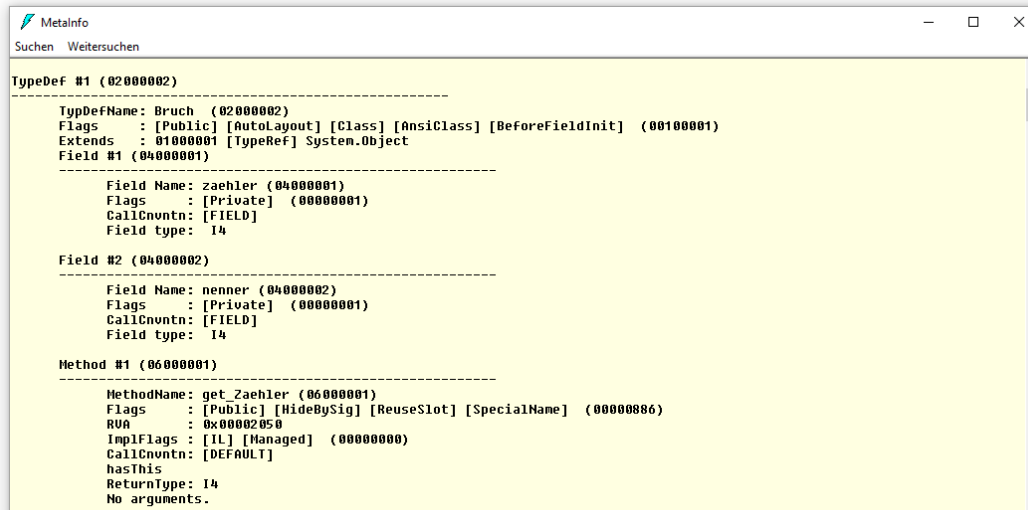 MetaInfo
Suchen Weitersuchen
TypeDef #1 (02000002)
-------------------------------------------------------
TypDefName: Bruch (02000002)
Flags : [Public] [AutoLayout] [Class] [AnsiClass] [BeforeFieldInit] (00100001)
Extends : 01000001 [TypeRef] System.Object
Field #1 (04000001)
-------------------------------------------------------
Field Name: zaehler (04000001)
Flags : [Private] (00000001)
CallCnvntn: [FIELD]
Field type: I4
Field #2 (04000002)
-------------------------------------------------------
Field Name: nenner (04000002)
Flags : [Private] (00000001)
CallCnvntn: [FIELD]
Field type: I4
Method #1 (06000001)
-------------------------------------------------------
MethodName: get_Zaehler (06000001)
Flags : [Public] [HideBySig] [ReuseSlot] [SpecialName] (00000886)
RVA : 0x00002050
ImplFlags : [IL] [Managed] (00000000)
CallCnvntn: [DEFAULT]
hasThis
ReturnType: I4
No arguments.